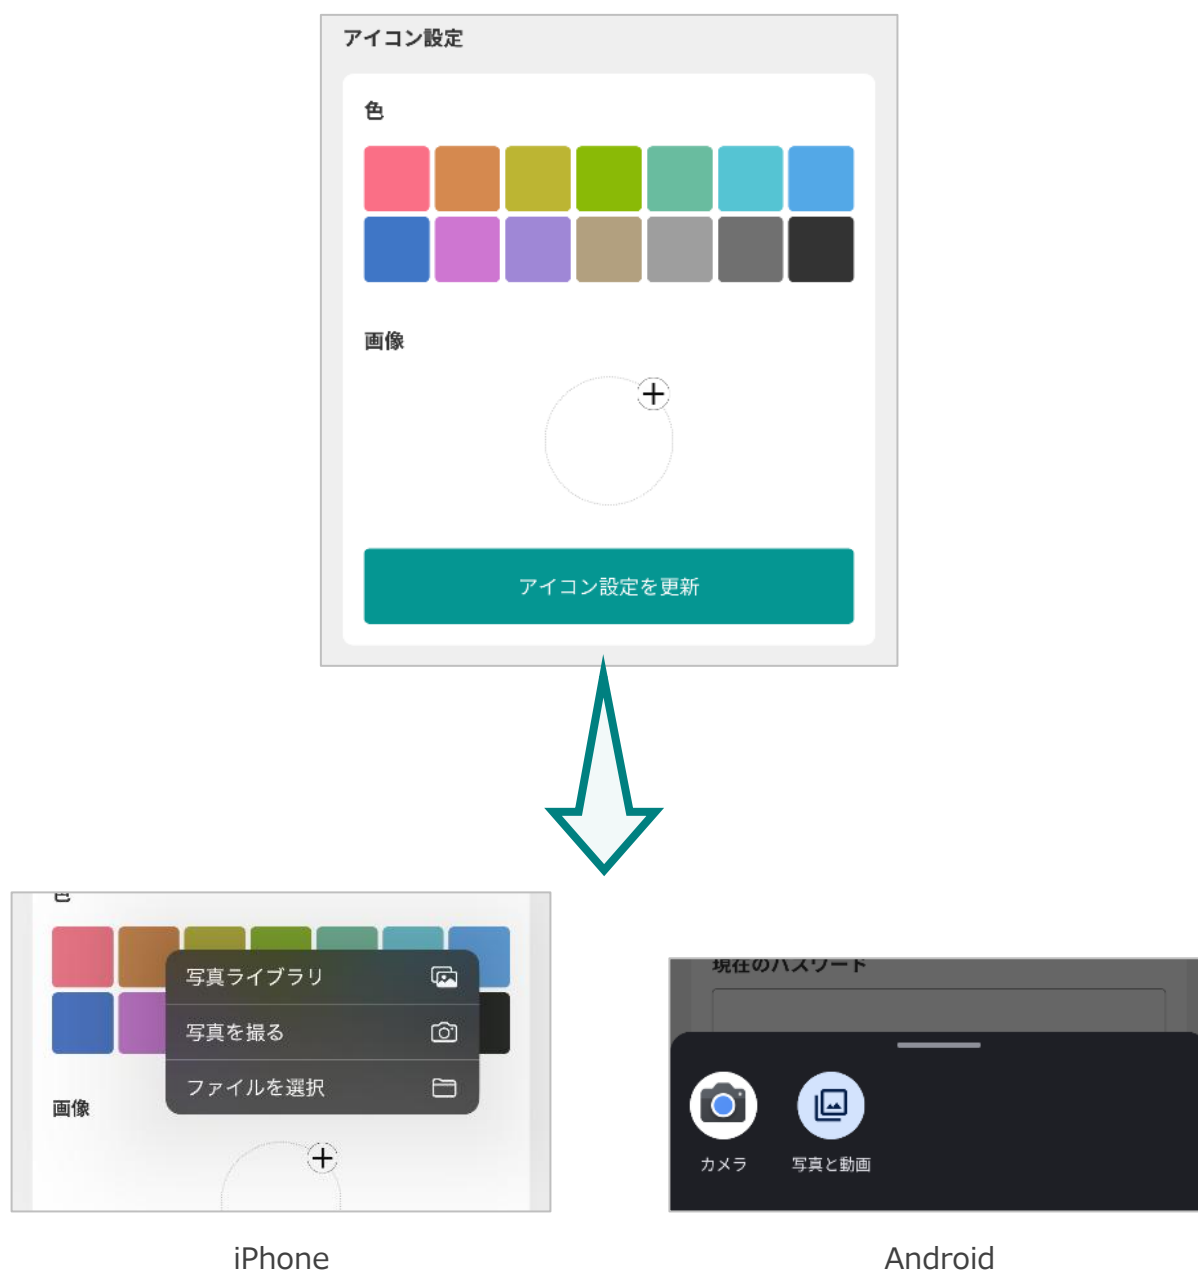 アイコン設定
色
画像
アイコン設定を更新
色
写真ライブラリ
写真を撮る
ファイルを選択
画像
現在のパスワード
カメラ
写真と動画
iPhone
Android